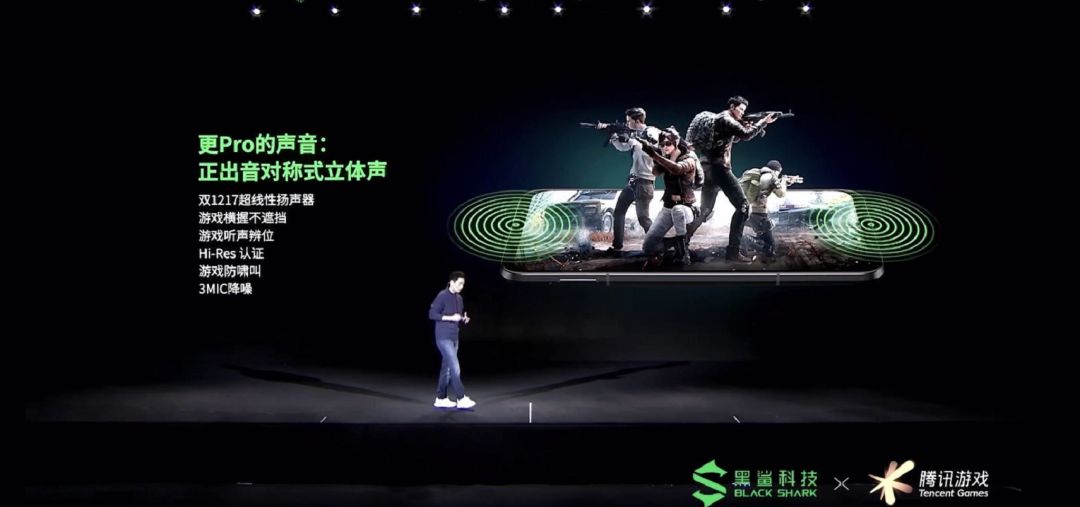 更Pro的声音：
正出音对称式立体声
双1217超线性扬声器
游戏横握不遮挡
游戏听声辨位
Hi-Res 认证
游戏防啸叫
3MIC降噪
黑鲨科技
BLACK SHARK
×
腾讯游戏
Tencent Games